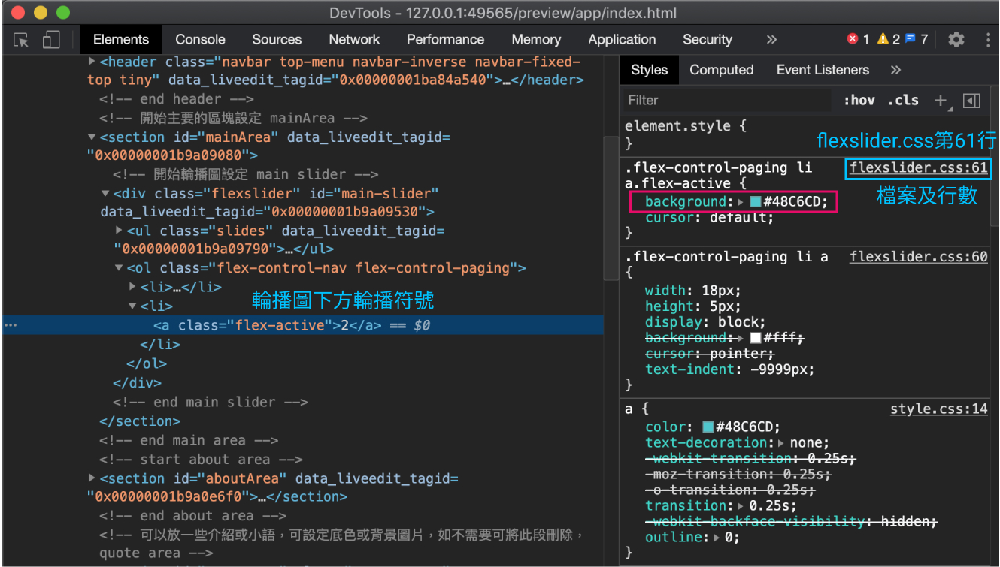 DevTools - 127.0.0.1:49565/preview/app/index.html
Elements Console Sources Network Performance Memory Application Security » 1 2 7
<header class="navbar top-menu navbar-inverse navbar-fixed-
top tiny" data_liveedit_tagid="0x00000001ba84a540">…</header>
<!-- end header -->
<!-- 開始主要的區塊設定 mainArea -->
<section id="mainArea" data_liveedit_tagid=
"0x00000001b9a09080">
<!-- 開始輪播圖設定 main slider -->
<div class="flexslider" id="main-slider"
data_liveedit_tagid="0x00000001b9a09530">
<ul class="slides" data_liveedit_tagid=
"0x00000001b9a09790">…</ul>
<ol class="flex-control-nav flex-control-paging">
<li>…</li>
<li>
輪播圖下方輪播符號
<a class="flex-active">2</a> == $0
</li>
</ol>
</div>
<!-- end main slider -->
</section>
<!-- end main area -->
<!-- start about area -->
<section id="aboutArea" data_liveedit_tagid=
"0x00000001b9a0e6f0">…</section>
<!-- end about area -->
<!-- 可以放一些介紹或小語，可設定底色或背景圖片，如不需要可將此段刪除，
quote area -->
Styles Computed Event Listeners »
Filter :hov .cls +
element.style {
}
flexslider.css第61行
.flex-control-paging li flexslider.css:61
a.flex-active {
檔案及行數
background: #48C6CD;
cursor: default;
}
.flex-control-paging li a flexslider.css:60
{
width: 18px;
height: 5px;
display: block;
background: #fff;
cursor: pointer;
text-indent: -9999px;
}
a { style.css:14
color: #48C6CD;
text-decoration: none;
-webkit-transition: 0.25s;
-moz-transition: 0.25s;
-o-transition: 0.25s;
transition: 0.25s;
-webkit-backface-visibility: hidden;
outline: 0;
}